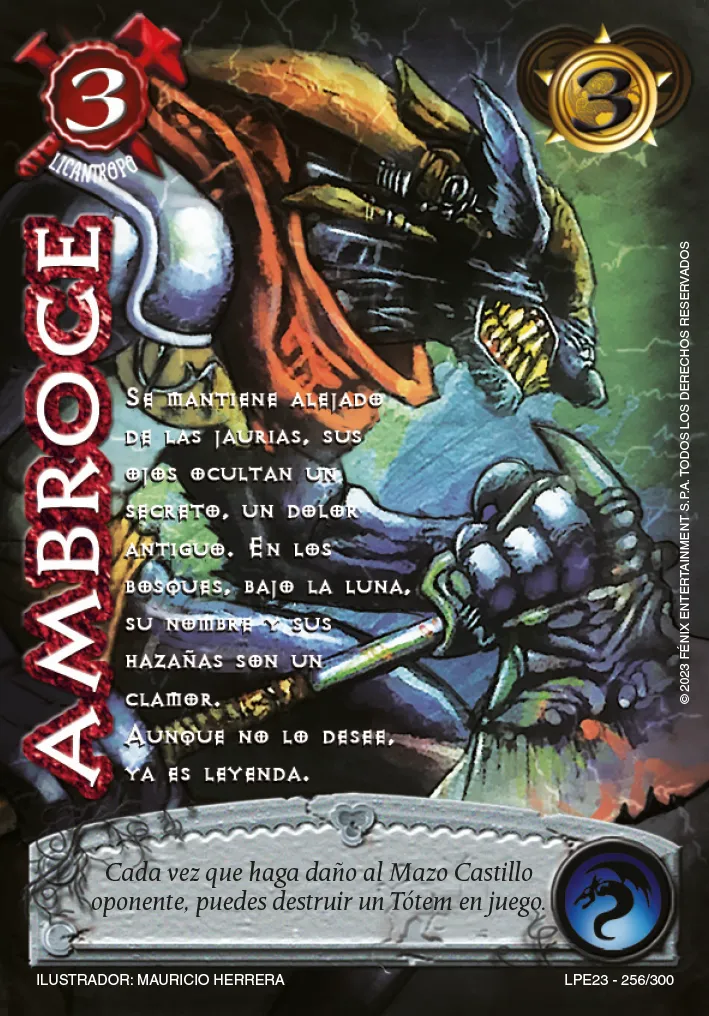 3
3
LICANTROPO
AMBROCE
SE MANTIENE ALEJADO
DE LAS JAURIAS, SUS
OJOS OCULTAN UN
SECRETO, UN DOLOR
ANTIGUO. EN LOS
BOSQUES, BAJO LA LUNA,
SU NOMBRE Y SUS
HAZAÑAS SON UN
CLAMOR.
AUNQUE NO LO DESEE,
YA ES LEYENDA.
© 2023 FÉNIX ENTERTAINMENT S.P.A. TODOS LOS DERECHOS RESERVADOS
Cada vez que haga daño al Mazo Castillo
oponente, puedes destruir un Tótem en juego.
ILUSTRADOR: MAURICIO HERRERA
LPE23 - 256/300